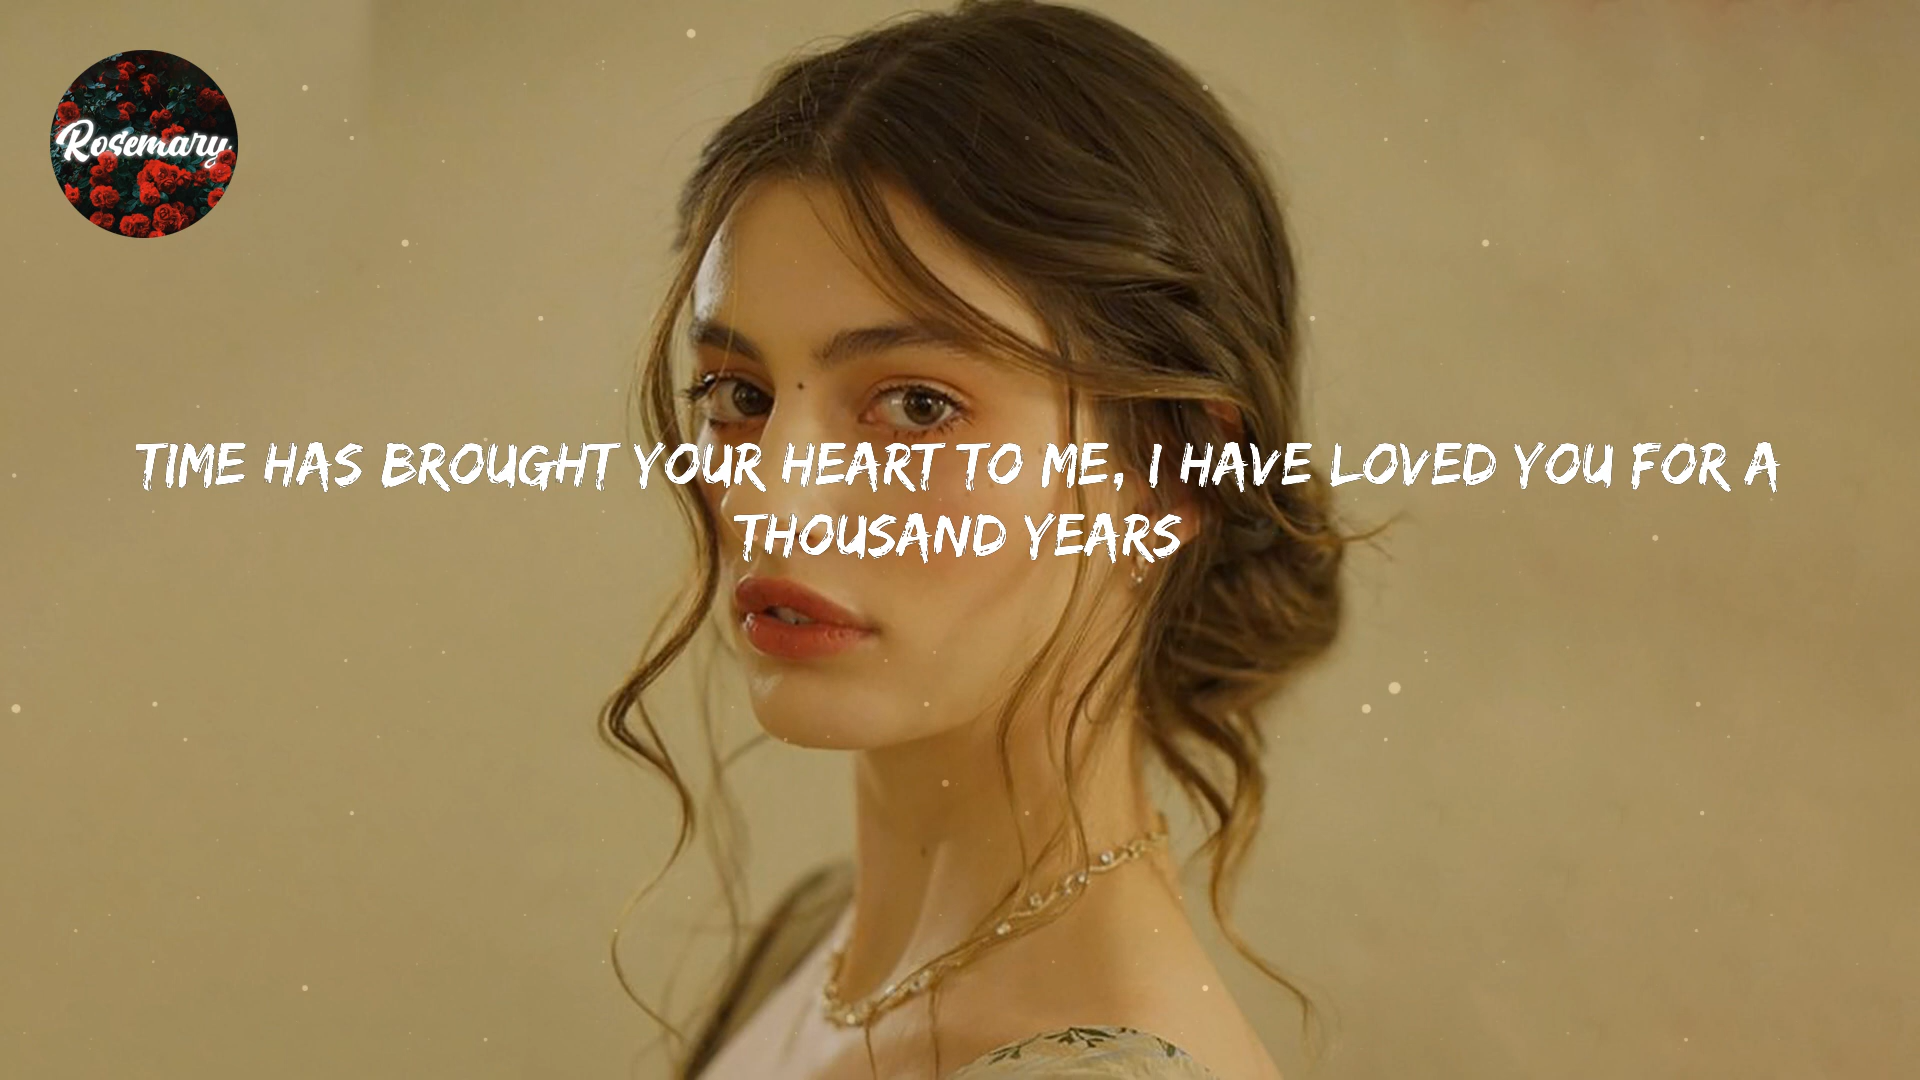 Rosemary
TIME HAS BROUGHT YOUR HEART TO ME, I HAVE LOVED YOU FOR A
THOUSAND YEARS